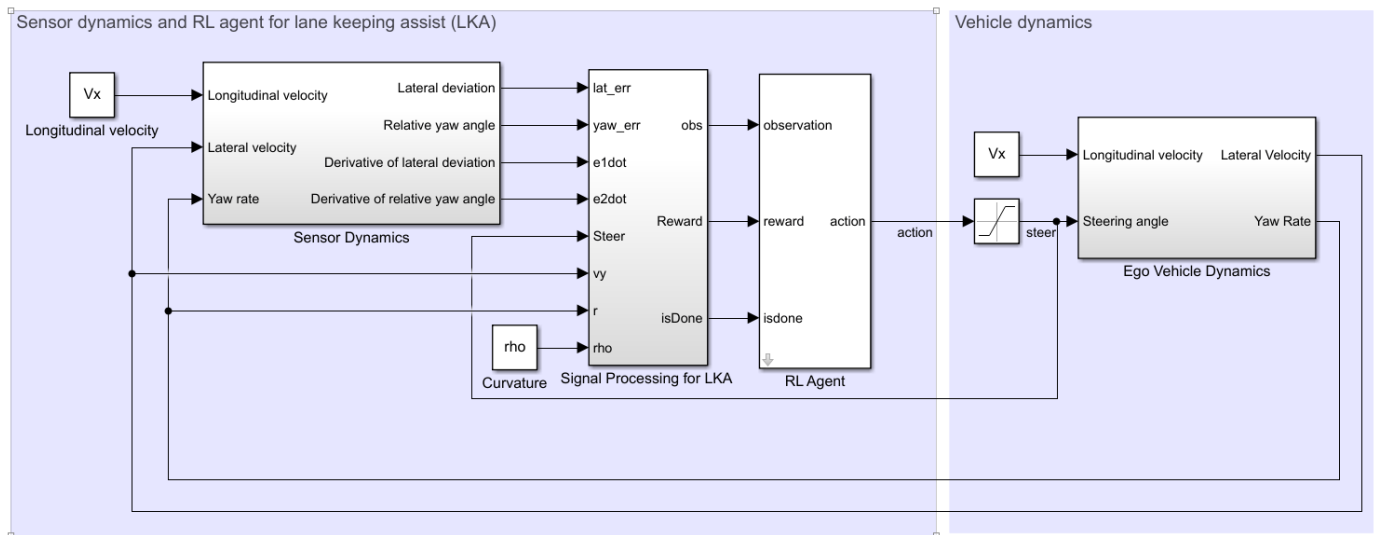 Sensor dynamics and RL agent for lane keeping assist (LKA)
Vx
Longitudinal velocity
Longitudinal velocity
Lateral velocity
Yaw rate
Lateral deviation
Relative yaw angle
Derivative of lateral deviation
Derivative of relative yaw angle
Sensor Dynamics
rho
Curvature
lat_err
yaw_err
e1dot
e2dot
Steer
vy
r
rho
obs
Reward
isDone
Signal Processing for LKA
observation
reward
isdone
action
RL Agent
action
Vehicle dynamics
Vx
steer
Longitudinal velocity
Steering angle
Lateral Velocity
Yaw Rate
Ego Vehicle Dynamics